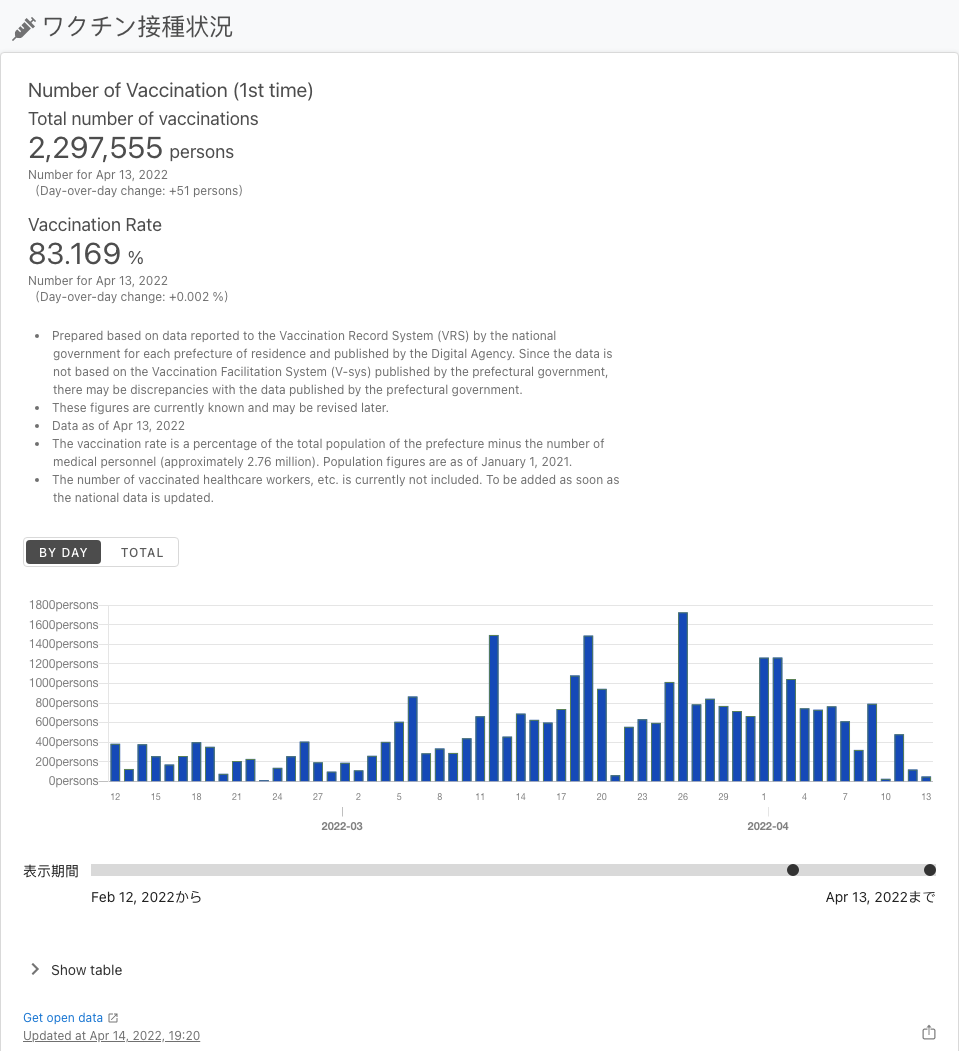 ワクチン接種状況
Number of Vaccination (1st time)
Total number of vaccinations
2,297,555 persons
Number for Apr 13, 2022
(Day-over-day change: +51 persons)
Vaccination Rate
83.169 %
Number for Apr 13, 2022
(Day-over-day change: +0.002 %)
• Prepared based on data reported to the Vaccination Record System (VRS) by the national
government for each prefecture of residence and published by the Digital Agency. Since the data is
not based on the Vaccination Facilitation System (V-sys) published by the prefectural government,
there may be discrepancies with the data published by the prefectural government.
• These figures are currently known and may be revised later.
• Data as of Apr 13, 2022
• The vaccination rate is a percentage of the total population of the prefecture minus the number of
medical personnel (approximately 2.76 million). Population figures are as of January 1, 2021.
• The number of vaccinated healthcare workers, etc. is currently not included. To be added as soon as
the national data is updated.
BY DAY TOTAL
1800persons
1600persons
1400persons
1200persons
1000persons
800persons
600persons
400persons
200persons
0persons
12 15 18 21 24 27 2 5 8 11 14 17 20 23 26 29 1 4 7 10 13
2022-03 2022-04
表示期間
Feb 12, 2022から Apr 13, 2022まで
Show table
Get open data
Updated at Apr 14, 2022, 19:20